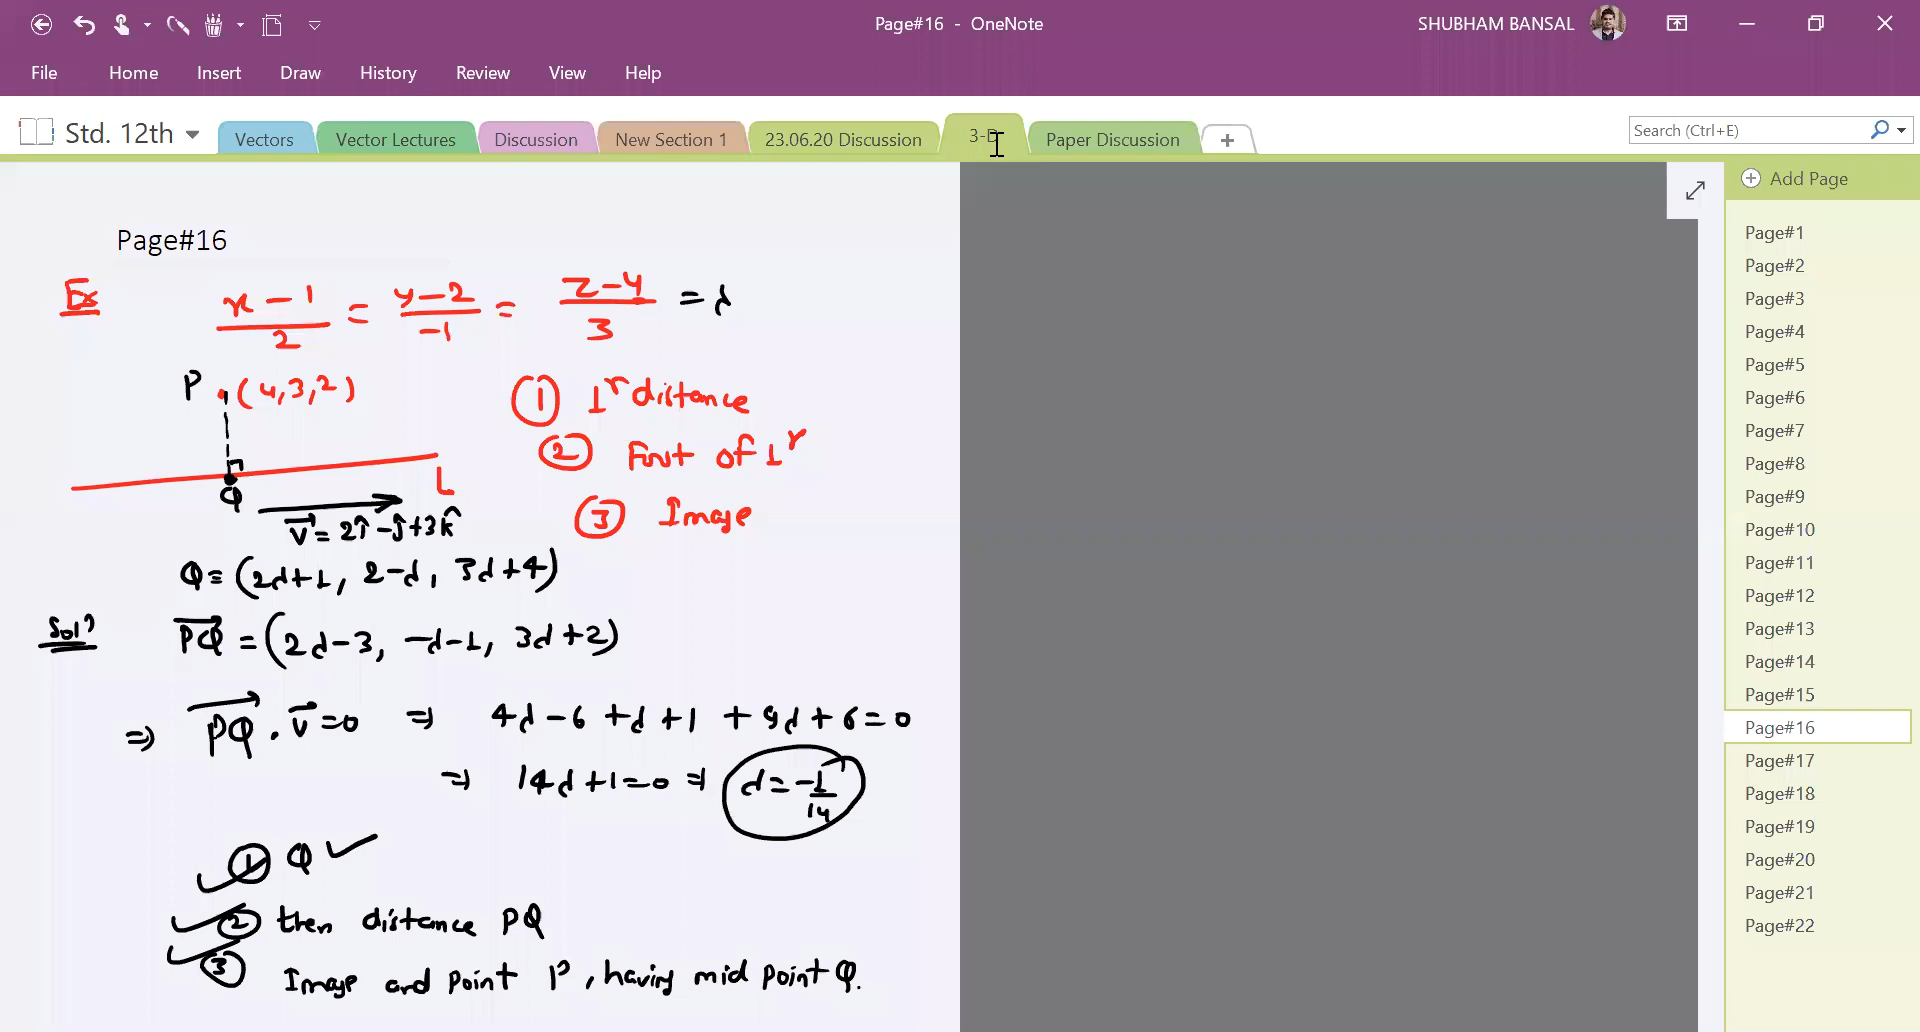 Page#16 - OneNote
SHUBHAM BANSAL
File Home Insert Draw History Review View Help
Std. 12th
Vectors Vector Lectures Discussion New Section 1 23.06.20 Discussion 3-D Paper Discussion +
Search (Ctrl+E)
Add Page
Page#1
Page#2
Page#3
Page#4
Page#5
Page#6
Page#7
Page#8
Page#9
Page#10
Page#11
Page#12
Page#13
Page#14
Page#15
Page#16
Page#17
Page#18
Page#19
Page#20
Page#21
Page#22
Page#16
Ex (x-1)/2 = (y-2)/-1 = (z-4)/3 = λ
P (4,3,2)
① ⊥r distance
② Foot of ⊥r
③ Image
L
Q
v⃗ = 2î - ĵ + 3k̂
Q = (2λ+1, 2-λ, 3λ+4)
Soln PQ⃗ = (2λ-3, -λ-1, 3λ+2)
⇒ PQ⃗ . v⃗ = 0 ⇒ 4λ-6 +λ+1 + 9λ+6 = 0
⇒ 14λ+1=0 ⇒ λ = -1/14
① Q ✓
② then distance PQ
③ Image and point P, having mid point Q.